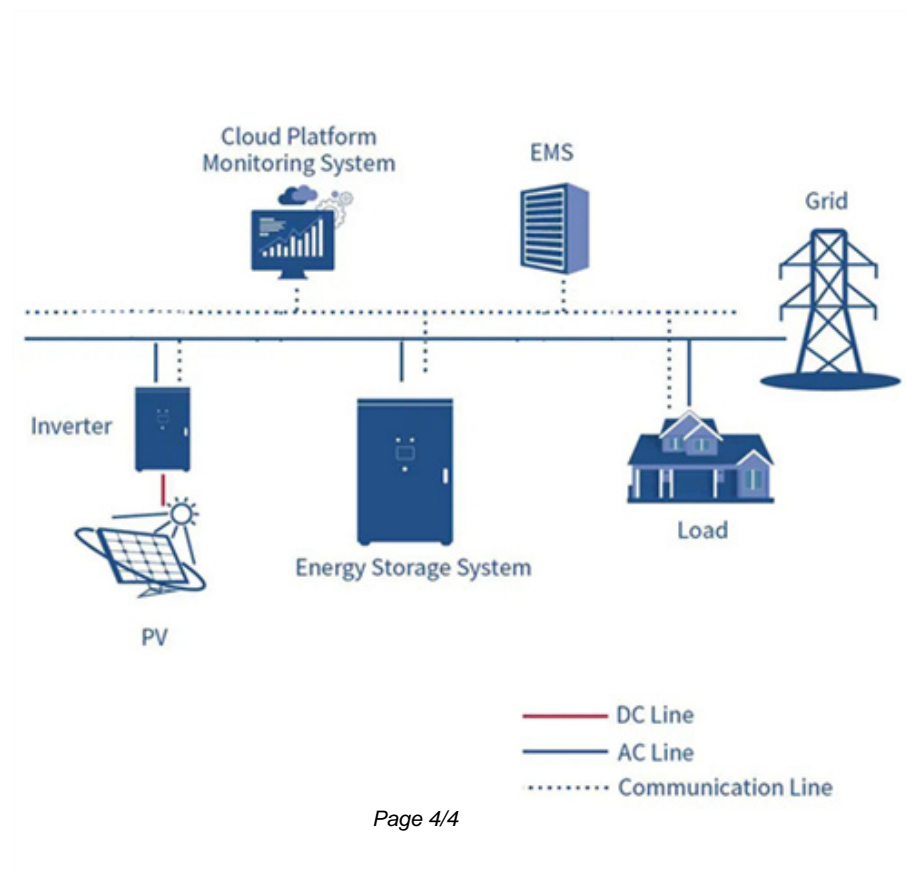 Cloud Platform
Monitoring System
EMS
Grid
Inverter
Load
Energy Storage System
PV
DC Line
AC Line
Communication Line
Page 4/4